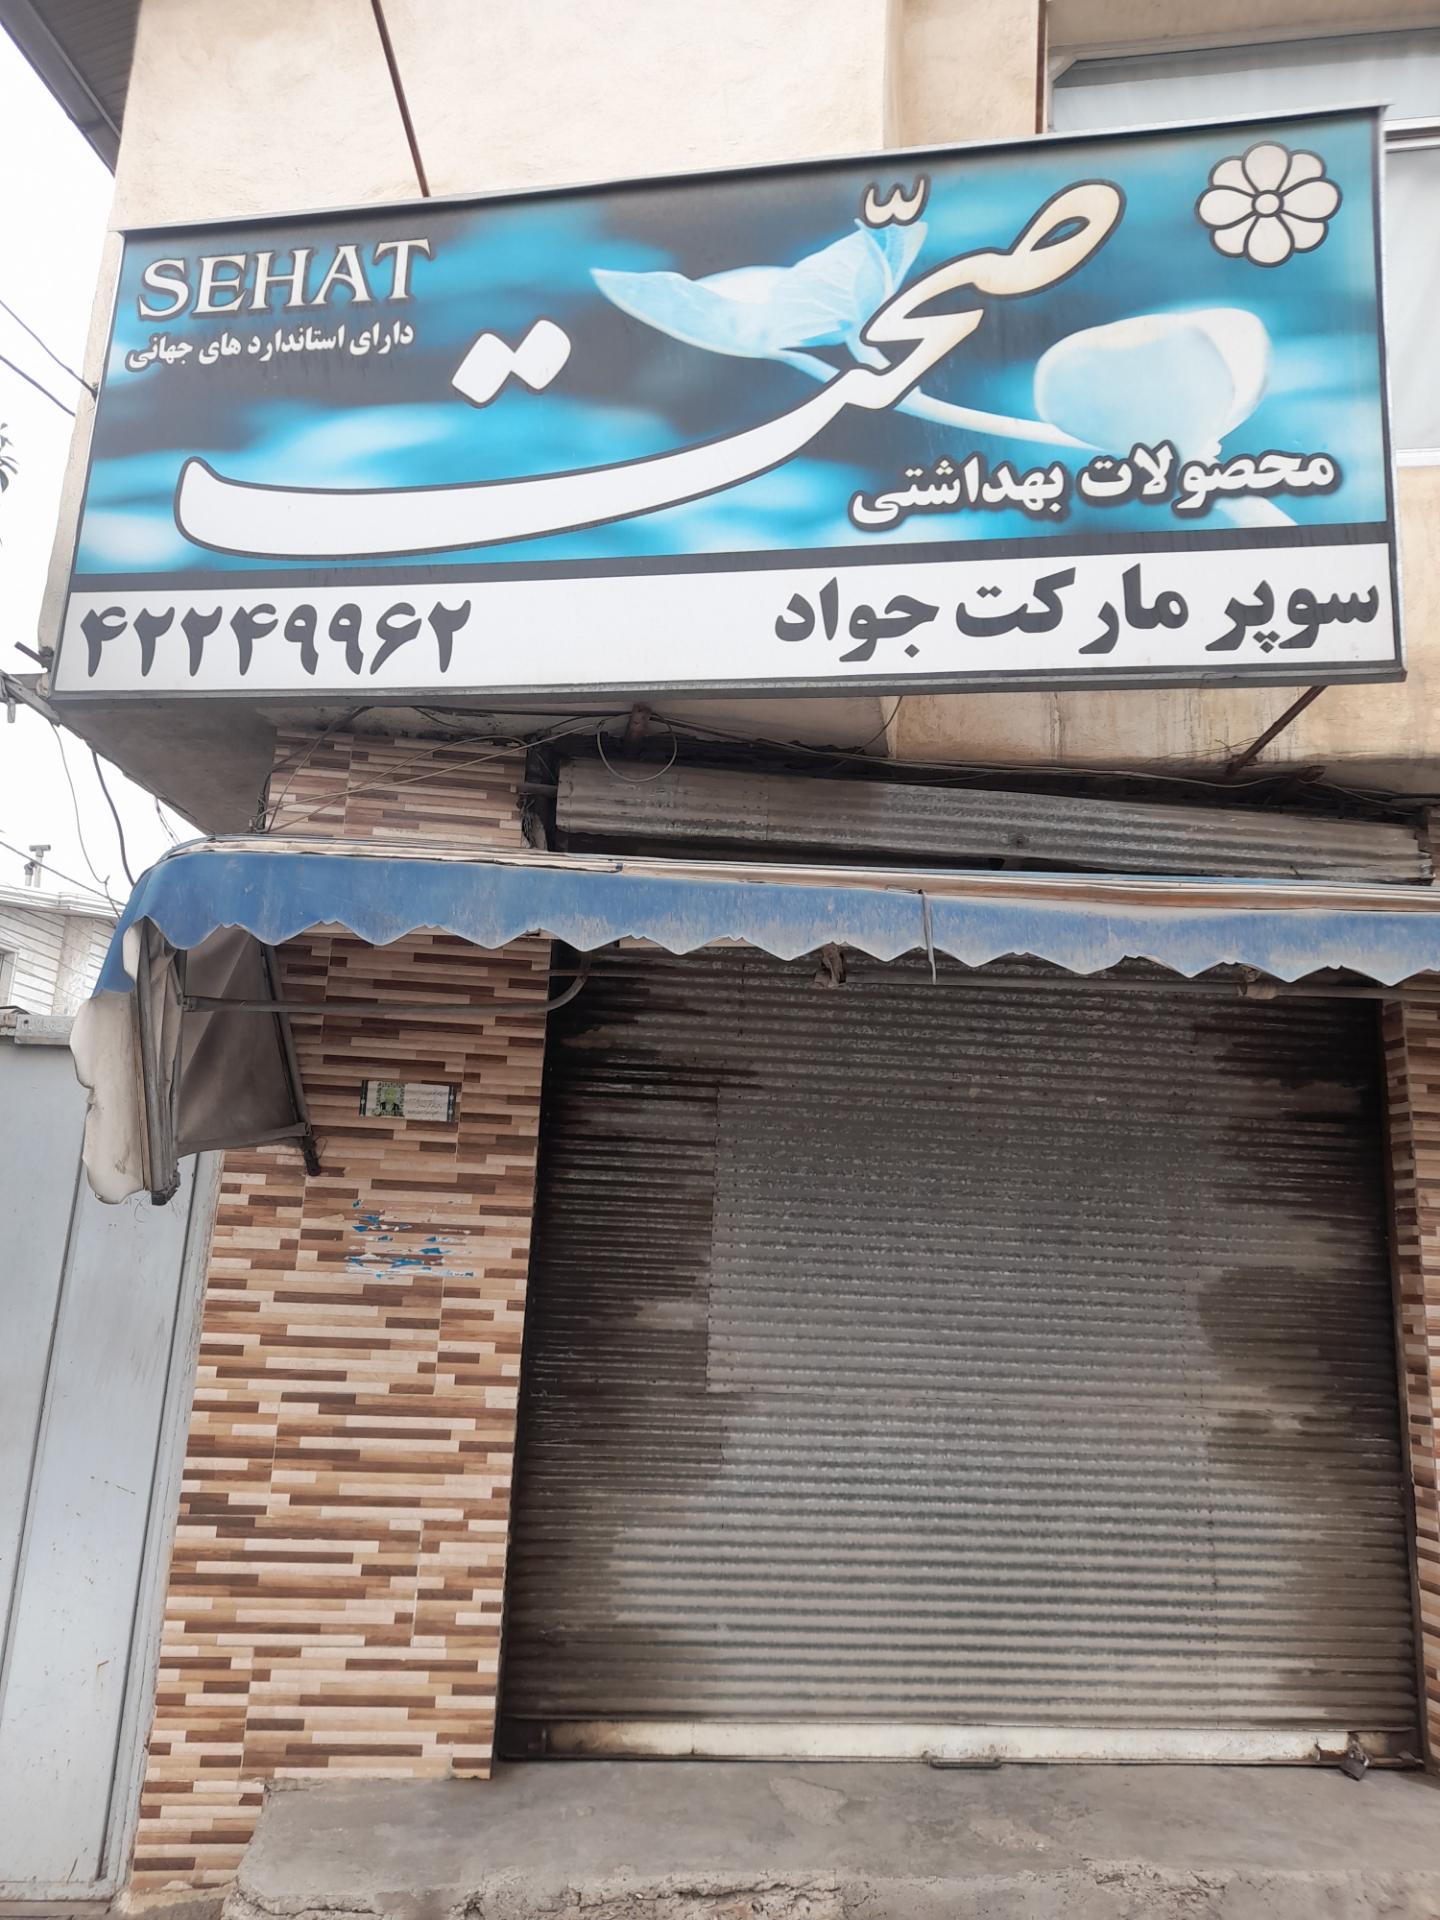 صحّت
SEHAT
دارای استاندارد های جهانی
محصولات بهداشتی
سوپر مارکت جواد
۴۲۲۴۹۹۶۲